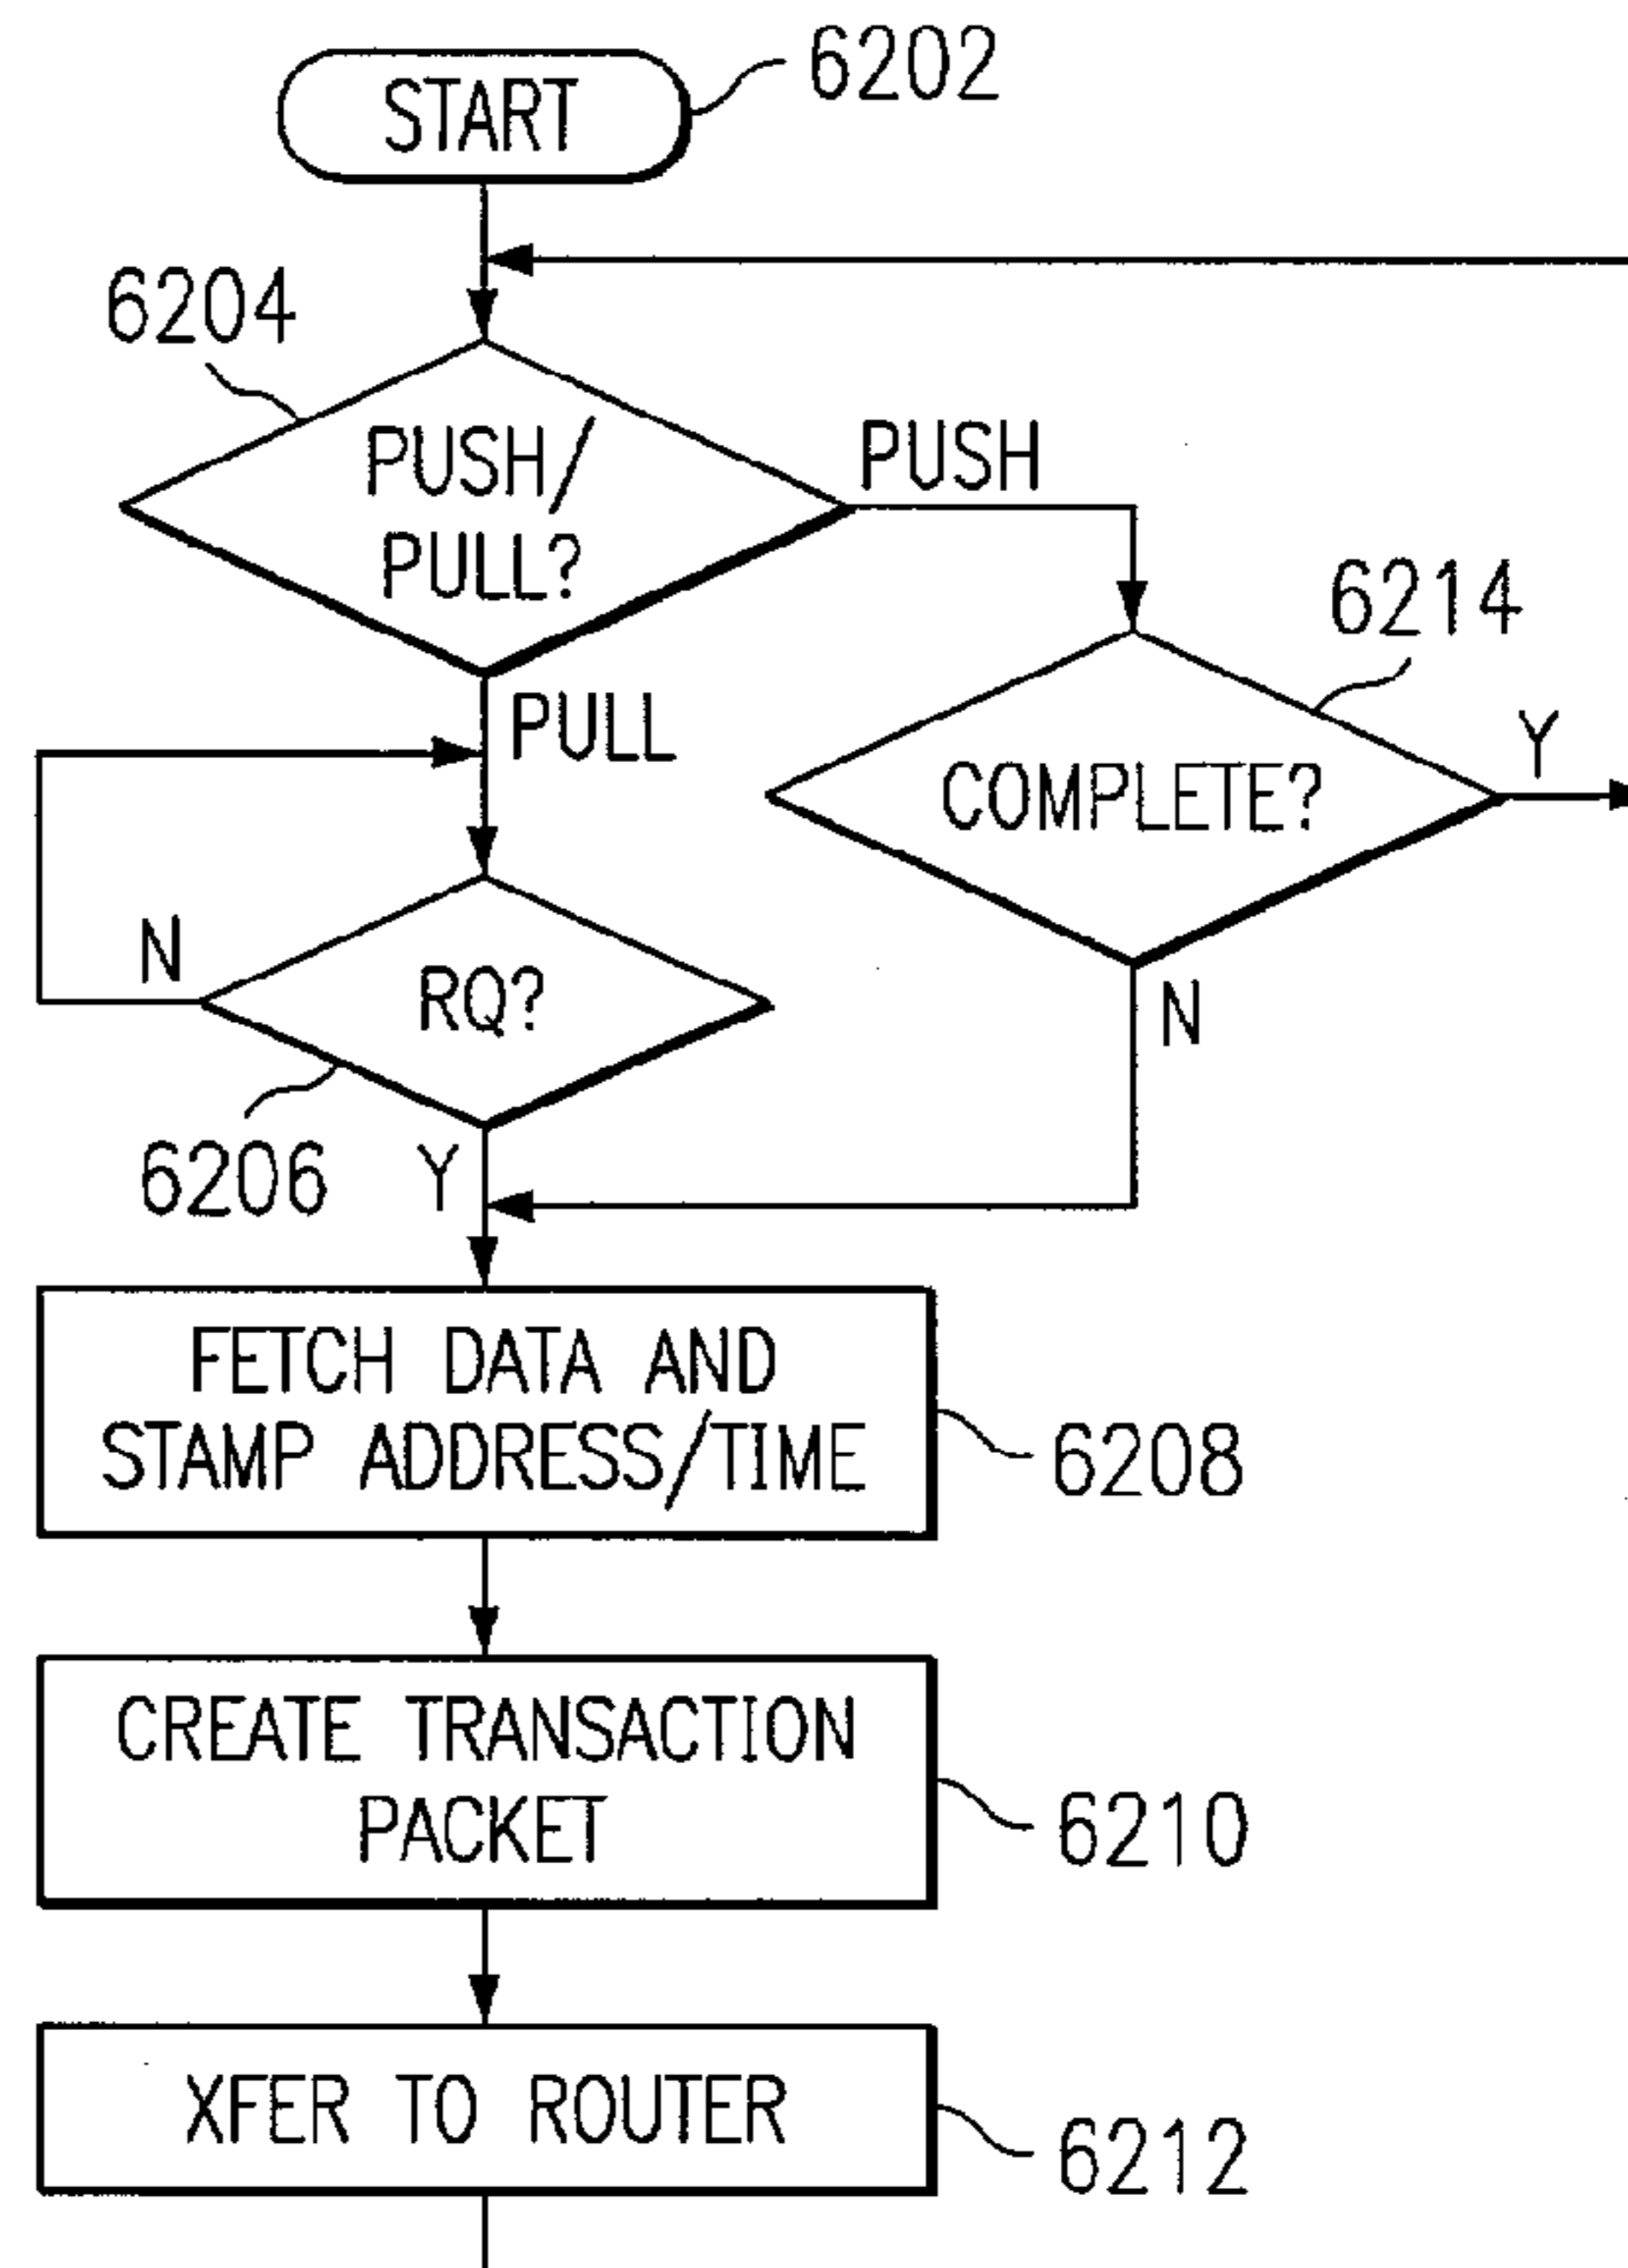 6202
START
6204
PUSH/
PULL?
PUSH
6214
PULL
COMPLETE?
Y
N
RQ?
N
6206
Y
FETCH DATA AND
STAMP ADDRESS/TIME
6208
CREATE TRANSACTION
PACKET
6210
XFER TO ROUTER
6212